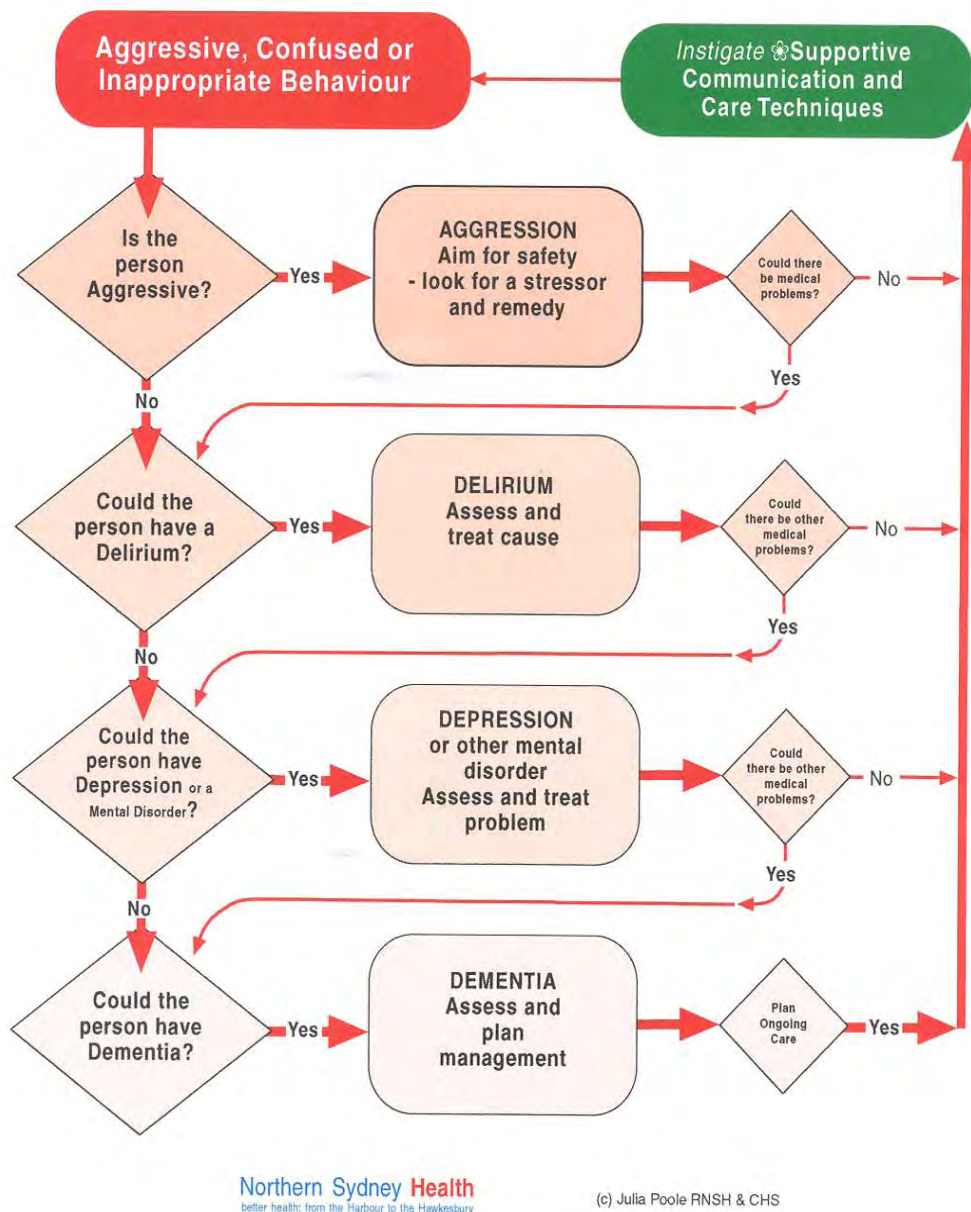 Aggressive, Confused or
Inappropriate Behaviour
Instigate ❀Supportive
Communication and
Care Techniques
Is the
person
Aggressive?
Yes
AGGRESSION
Aim for safety
- look for a stressor
and remedy
Could there
be medical
problems?
No
Yes
No
Could the
person have a
Delirium?
Yes
DELIRIUM
Assess and
treat cause
Could
there be other
medical
problems?
No
Yes
No
Could the
person have
Depression or a
Mental Disorder?
Yes
DEPRESSION
or other mental
disorder
Assess and treat
problem
Could
there be other
medical
problems?
No
Yes
No
Could the
person have
Dementia?
Yes
DEMENTIA
Assess and
plan
management
Plan
Ongoing
Care
Yes
Northern Sydney Health
better health: from the Harbour to the Hawkesbury
(c) Julia Poole RNSH & CHS